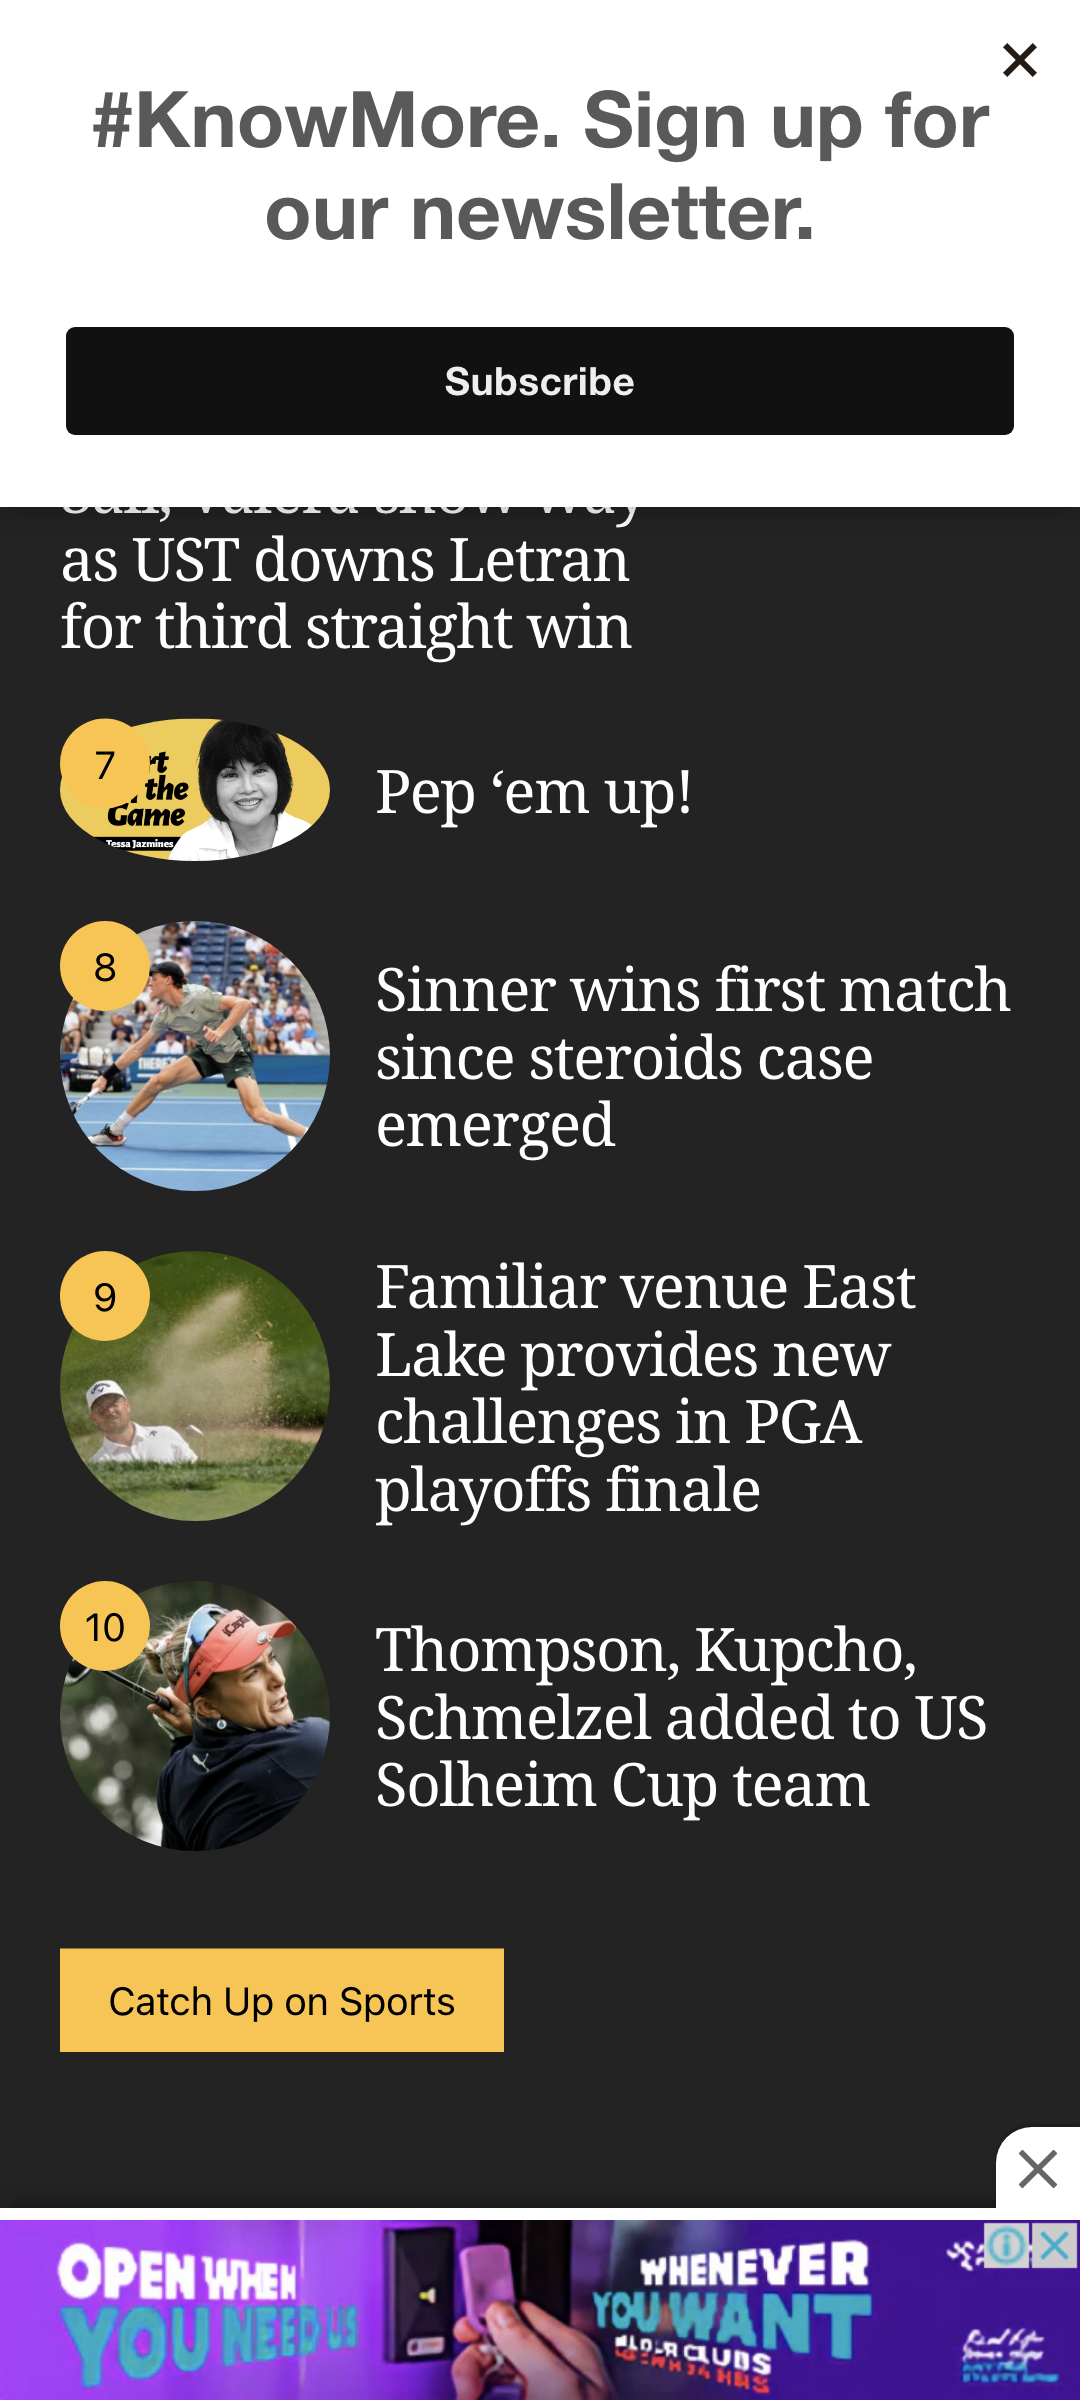 #KnowMore. Sign up for
our newsletter.
Subscribe
as UST downs Letran
for third straight win
7
the
Game
Tessa Jazmines
Pep ‘em up!
8
Sinner wins first match
since steroids case
emerged
9
Familiar venue East
Lake provides new
challenges in PGA
playoffs finale
10
Thompson, Kupcho,
Schmelzel added to US
Solheim Cup team
Catch Up on Sports
OPEN WHEN
YOU NEED US
WHENEVER
YOU WANT
CLUBS